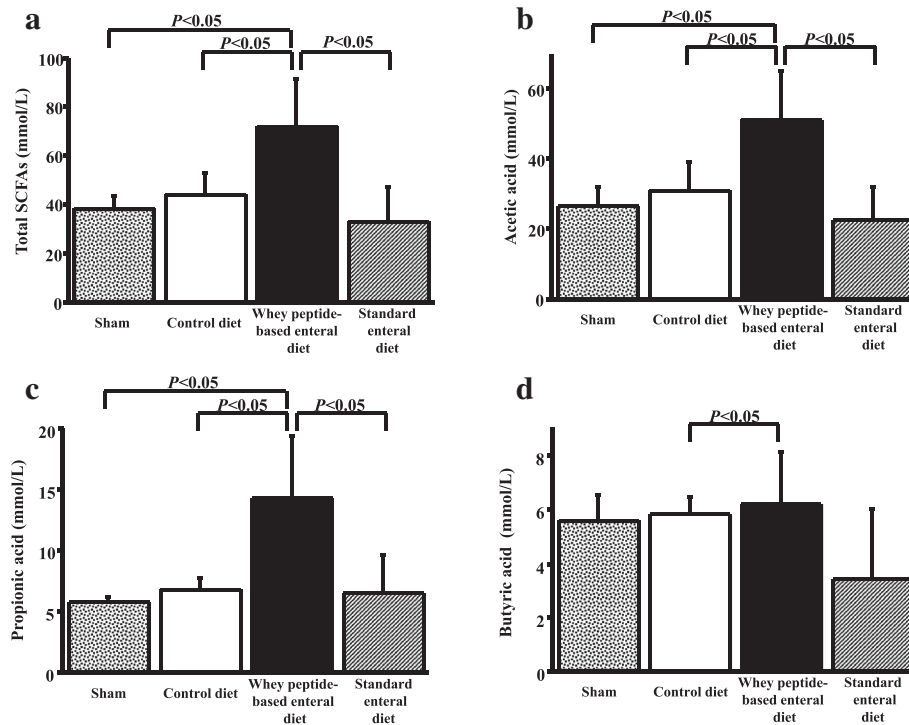 a
P<0.05
P<0.05
P<0.05
100
80
60
40
20
0
Total SCFAs (mmol/L)
Sham
Control diet
Whey peptide-
based enteral
diet
Standard
enteral
diet
b
P<0.05
P<0.05
P<0.05
60
40
20
0
Acetic acid (mmol/L)
Sham
Control diet
Whey peptide-
based enteral
diet
Standard
enteral
diet
c
P<0.05
P<0.05
P<0.05
20
15
10
5
0
Propionic acid (mmol/L)
Sham
Control diet
Whey peptide-
based enteral
diet
Standard
enteral
diet
d
P<0.05
8
6
4
2
0
Butyric acid (mmol/L)
Sham
Control diet
Whey peptide-
based enteral
diet
Standard
enteral
diet